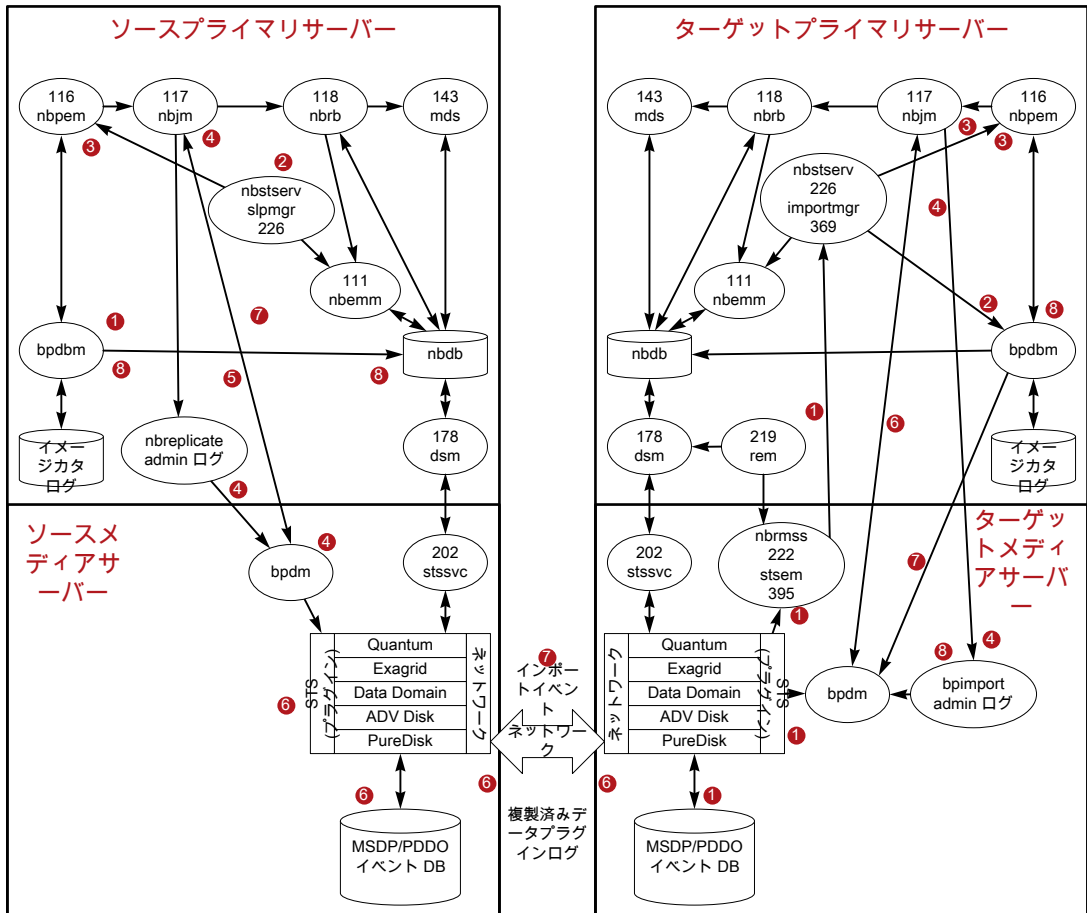 ソースプライマリサーバー
116
nbpem
117
nbjm
118
nbrb
143
mds
3
4
2
nbstserv
slpmgr
226
111
nbemm
1
7
bpdbm
8
5
8
nbdb
イメー
ジカタ
ログ
nbreplicate
admin ログ
178
dsm
4
ターゲットプライマリサーバー
143
mds
118
nbrb
117
nbjm
116
nbpem
3
3
nbstserv
226
importmgr
369
4
111
nbemm
2
8
nbdb
bpdbm
1
6
178
dsm
219
rem
イメー
ジカタ
ログ
ソースメ
ディアサ
ーバー
4
bpdm
202
stssvc
STS
(プラグイン)
Quantum
Exagrid
Data Domain
ADV Disk
PureDisk
ネットワーク
6
6
6
MSDP/PDDO
イベント DB
7
インポー
トイベン
ト
ネットワー
ク
複製済みデ
ータプラグ
インログ
ターゲッ
トメディ
アサーバ
ー
202
stssvc
nbrmss
222
stsem
395
1
7
ネットワーク
Quantum
Exagrid
Data Domain
ADV Disk
PureDisk
STS
(プラグイン)
4
8
bpdm
bpimport
admin ログ
1
6
1
MSDP/PDDO
イベント DB